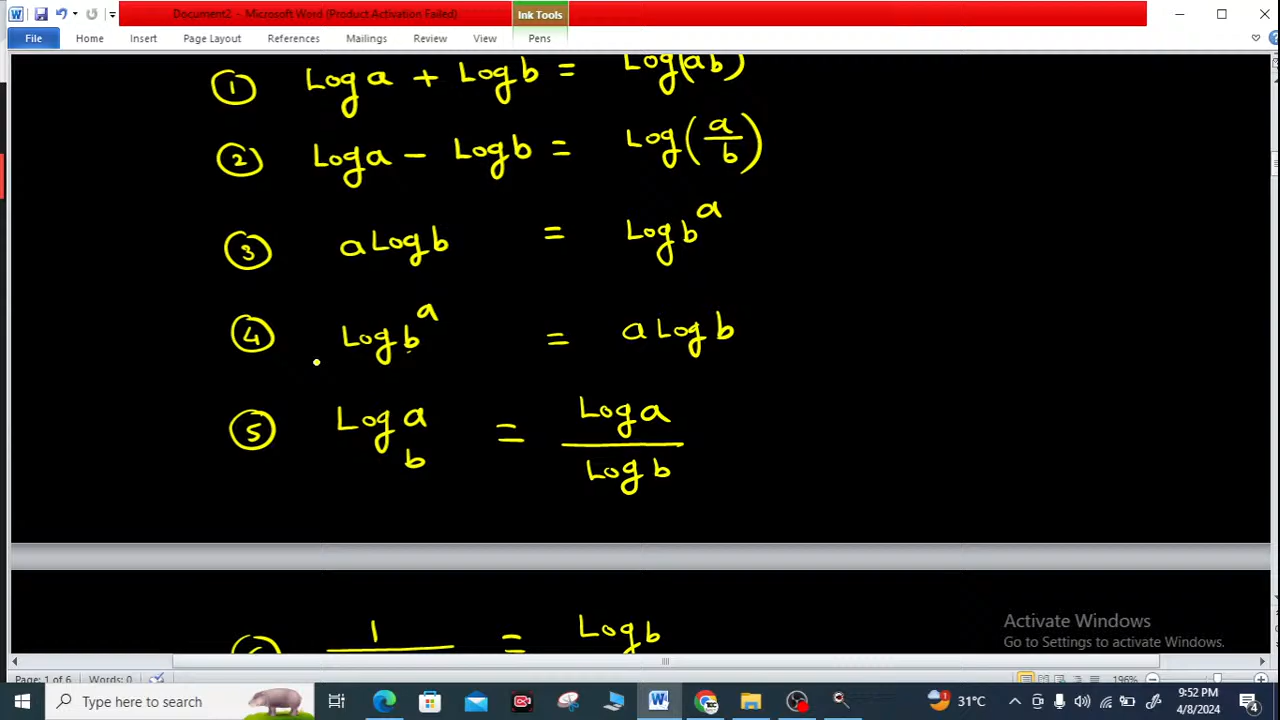 Document2 - Microsoft Word (Product Activation Failed)
Ink Tools
File Home Insert Page Layout References Mailings Review View Pens
① Log a + Log b = Log(ab)
② Log a - Log b = Log(a/b)
③ a Log b = Log b^a
④ Log b^a = a Log b
⑤ Log_b a = Log a / Log b
1 = Log b
Activate Windows
Go to Settings to activate Windows.
Page: 1 of 6 Words: 0 196%
Type here to search 31°C 9:52 PM
4/8/2024
4